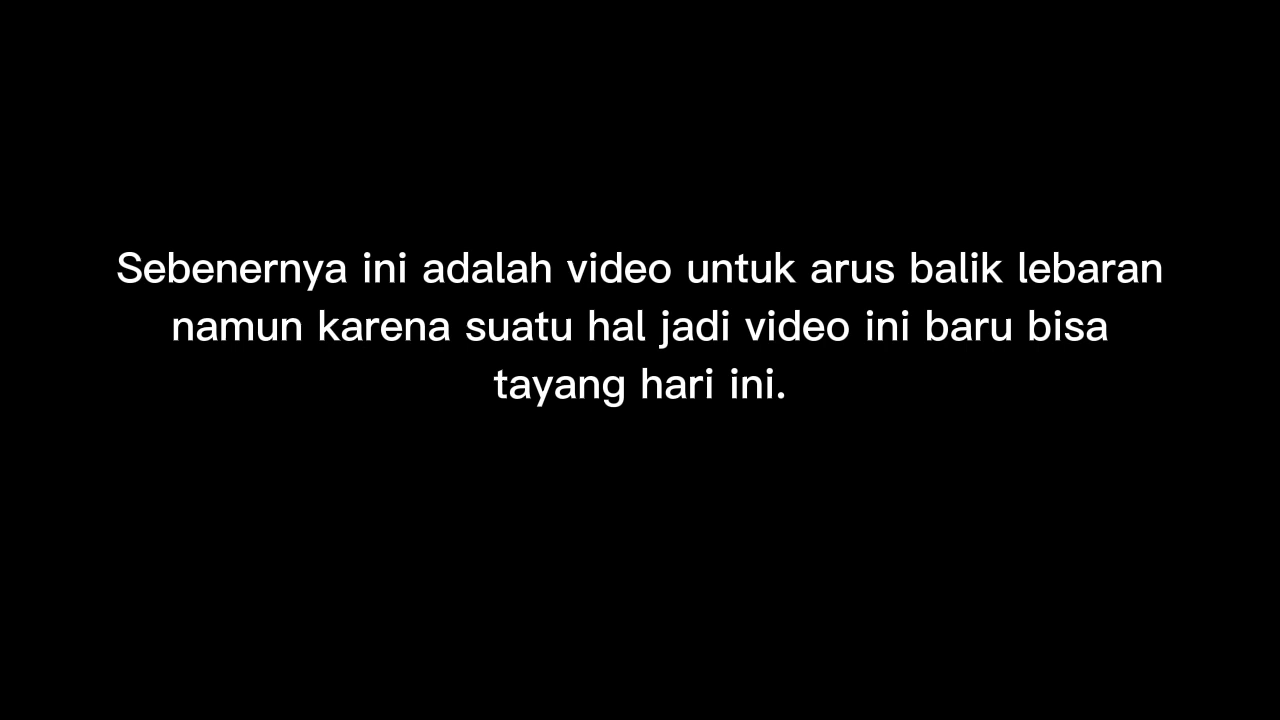 Sebenernya ini adalah video untuk arus balik lebaran
namun karena suatu hal jadi video ini baru bisa
tayang hari ini.